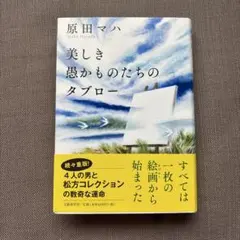 原田マハ
美しき
愚かものたちの
タブロー
すべては
一枚の
絵画から
始まった
続々重版!
4人の男と
松方コレクション
の数奇な運命